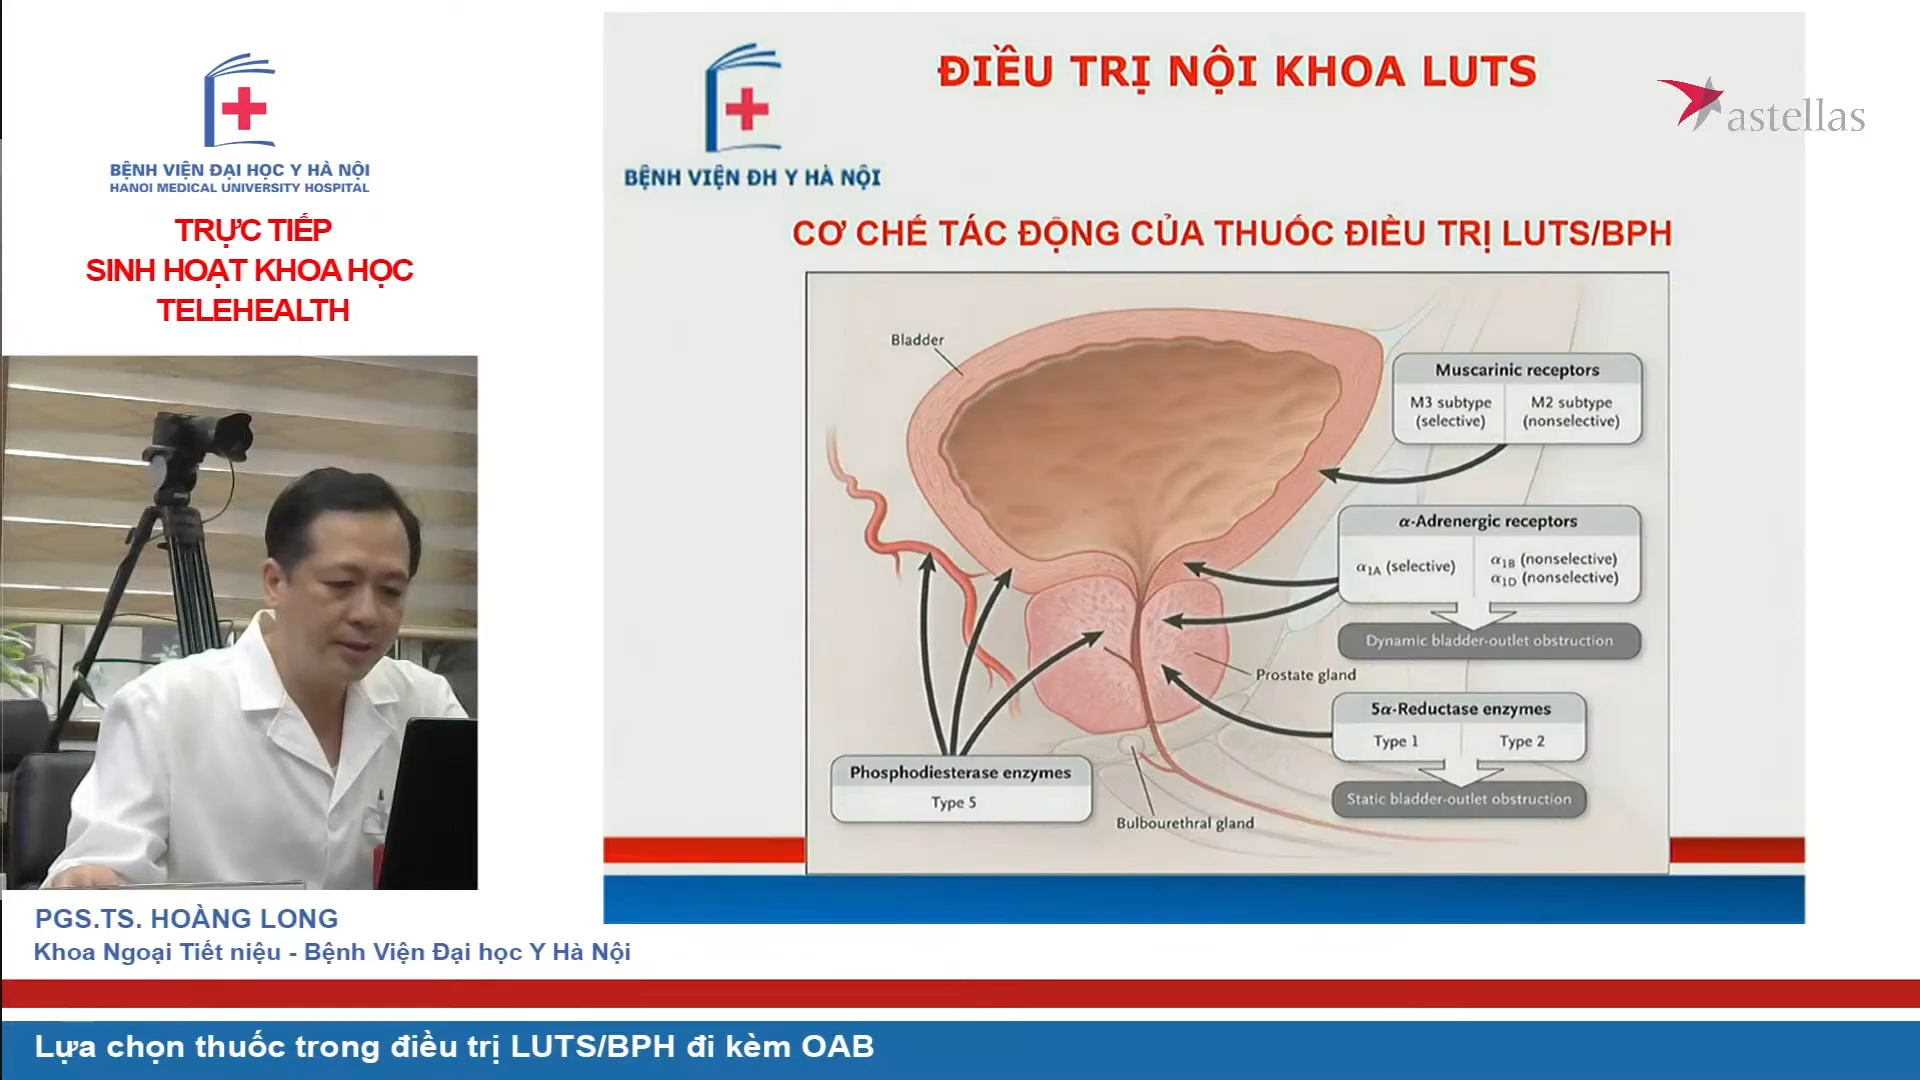 BỆNH VIỆN ĐẠI HỌC Y HÀ NỘI
HANOI MEDICAL UNIVERSITY HOSPITAL
TRỰC TIẾP
SINH HOẠT KHOA HỌC
TELEHEALTH
PGS.TS. HOÀNG LONG
Khoa Ngoại Tiết niệu - Bệnh Viện Đại học Y Hà Nội
BỆNH VIỆN ĐH Y HÀ NỘI
ĐIỀU TRỊ NỘI KHOA LUTS
astellas
CƠ CHẾ TÁC ĐỘNG CỦA THUỐC ĐIỀU TRỊ LUTS/BPH
Bladder
Muscarinic receptors
M3 subtype
(selective)
M2 subtype
(nonselective)
α-Adrenergic receptors
α1A (selective)
α1B (nonselective)
α1D (nonselective)
Dynamic bladder-outlet obstruction
Prostate gland
5α-Reductase enzymes
Type 1
Type 2
Static bladder-outlet obstruction
Phosphodiesterase enzymes
Type 5
Bulbourethral gland
Lựa chọn thuốc trong điều trị LUTS/BPH đi kèm OAB